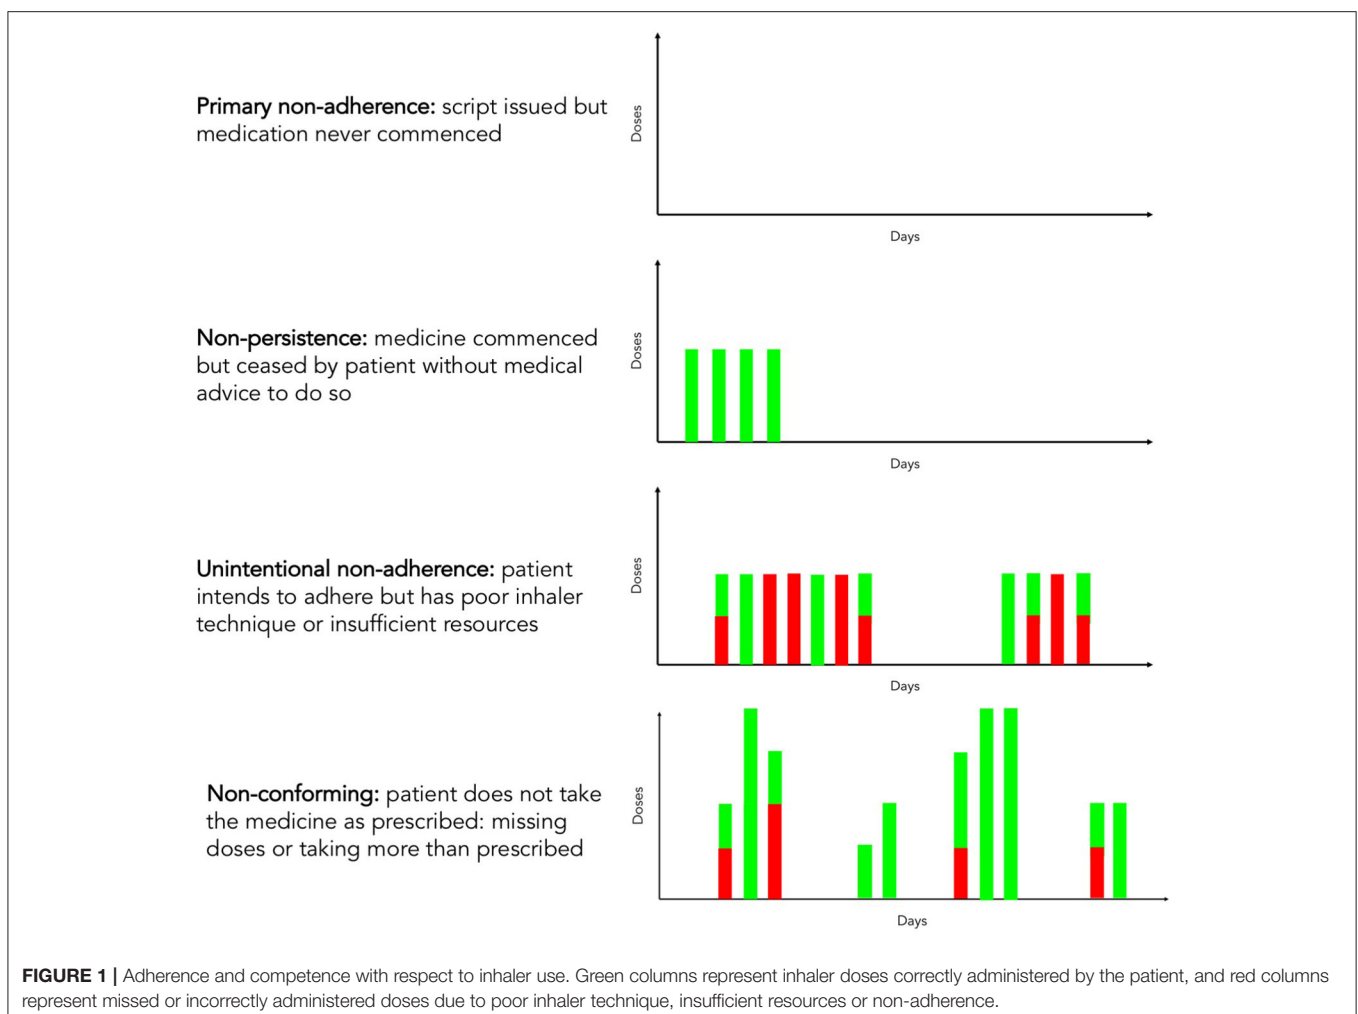 Primary non-adherence: script issued but
medication never commenced
Doses
Days
Non-persistence: medicine commenced
but ceased by patient without medical
advice to do so
Doses
Days
Unintentional non-adherence: patient
intends to adhere but has poor inhaler
technique or insufficient resources
Doses
Days
Non-conforming: patient does not take
the medicine as prescribed: missing
doses or taking more than prescribed
Doses
Days
FIGURE 1 | Adherence and competence with respect to inhaler use. Green columns represent inhaler doses correctly administered by the patient, and red columns
represent missed or incorrectly administered doses due to poor inhaler technique, insufficient resources or non-adherence.